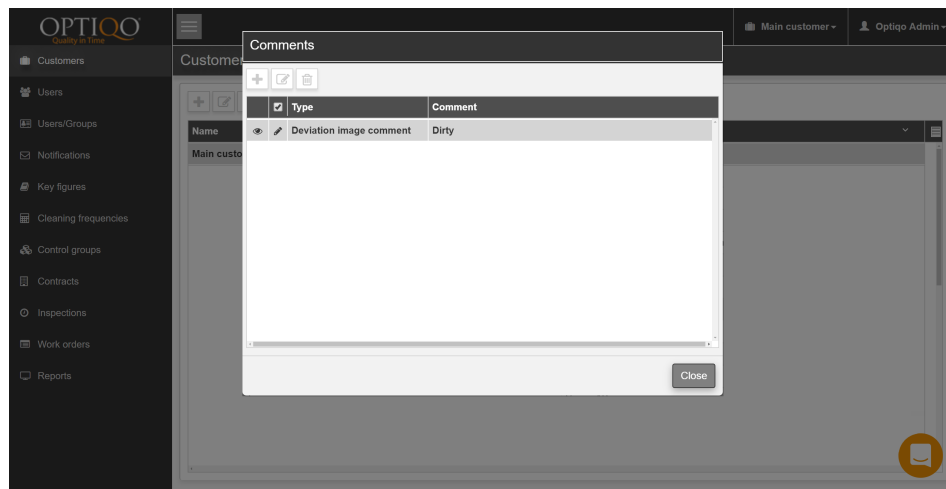 OPTIQO
Quality in Time
Main customer
Optiqo Admin
Customers
Users
Users/Groups
Notifications
Key figures
Cleaning frequencies
Control groups
Contracts
Inspections
Work orders
Reports
Custome
Name
Main custo
Comments
Type Comment
Deviation image comment Dirty
Close